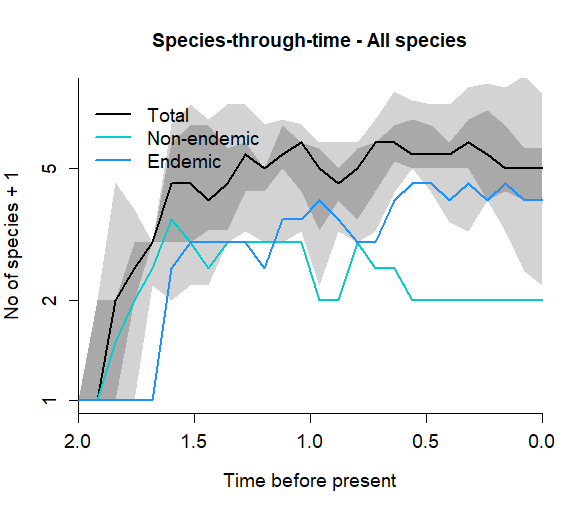 Species-through-time - All species
Total
Non-endemic
Endemic
No of species + 1
5
2
1
2.0 1.5 1.0 0.5 0.0
Time before present